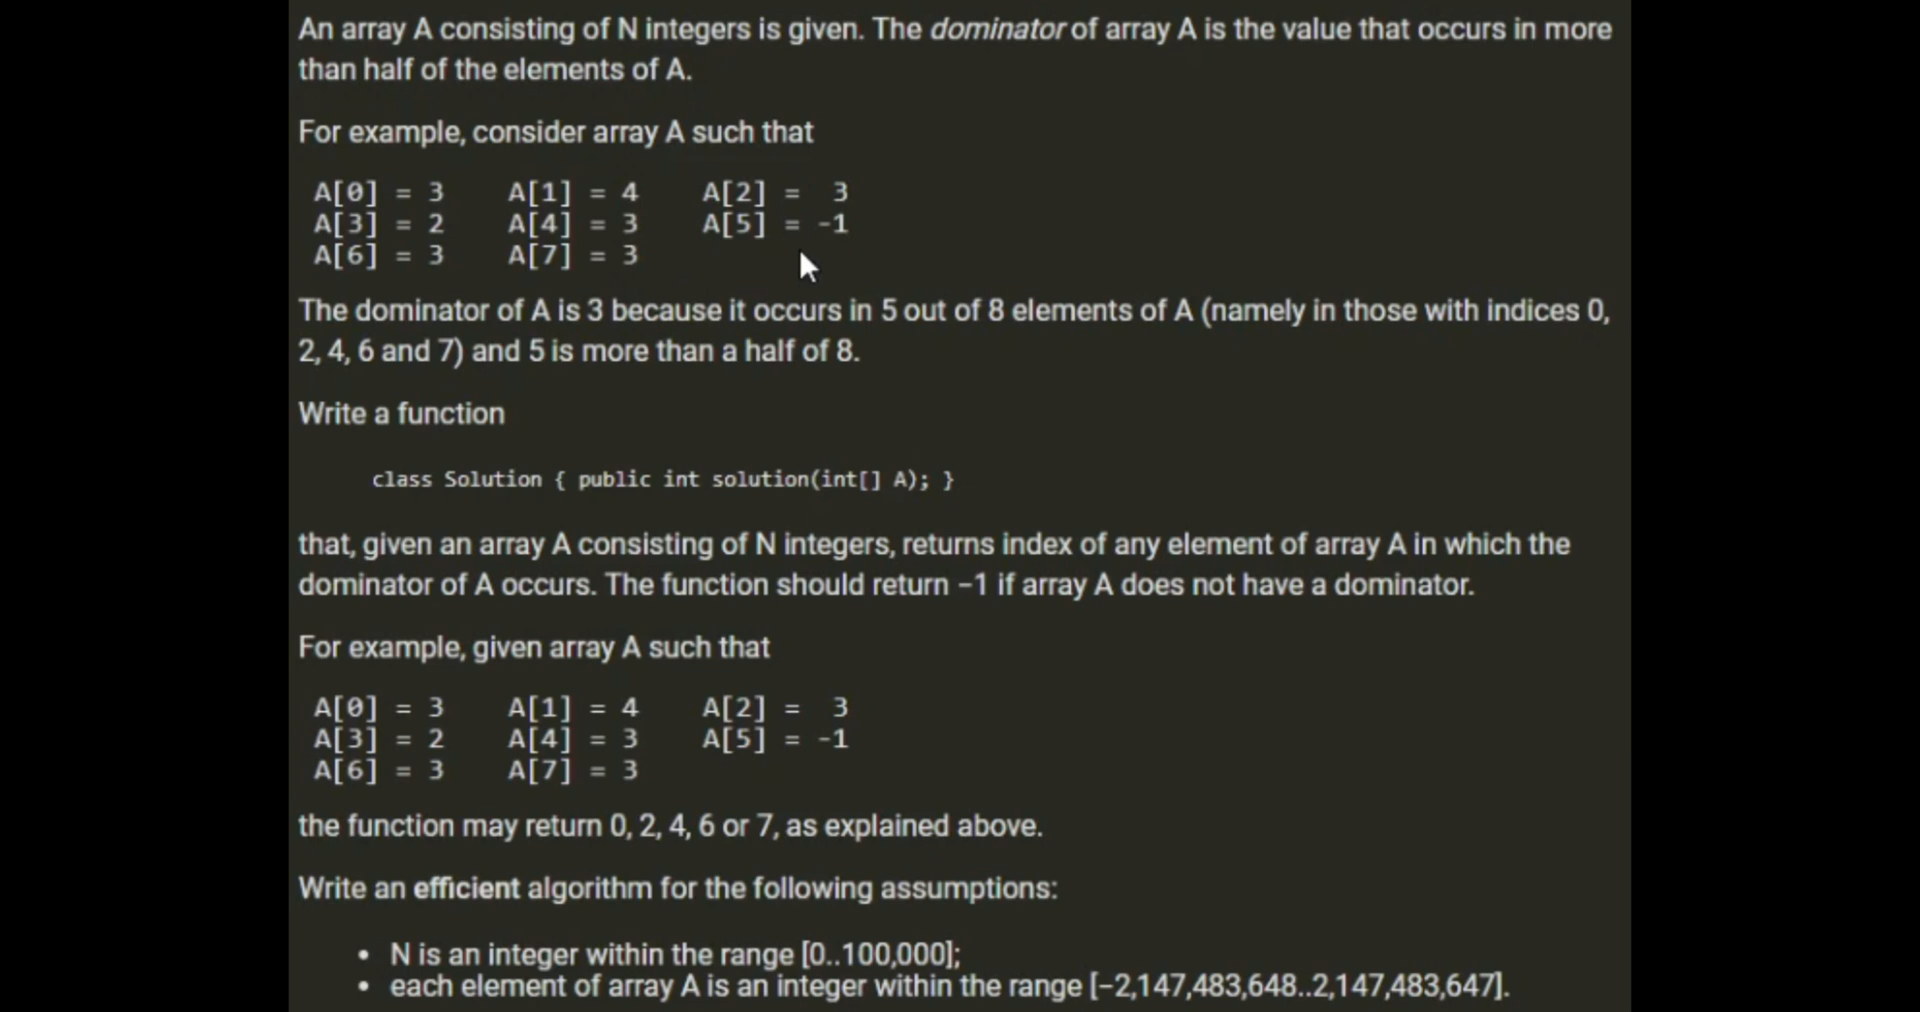 An array A consisting of N integers is given. The dominator of array A is the value that occurs in more
than half of the elements of A.
For example, consider array A such that
A[0] = 3    A[1] = 4    A[2] =  3
A[3] = 2    A[4] = 3    A[5] = -1
A[6] = 3    A[7] = 3
The dominator of A is 3 because it occurs in 5 out of 8 elements of A (namely in those with indices 0,
2, 4, 6 and 7) and 5 is more than a half of 8.
Write a function
class Solution { public int solution(int[] A); }
that, given an array A consisting of N integers, returns index of any element of array A in which the
dominator of A occurs. The function should return −1 if array A does not have a dominator.
For example, given array A such that
A[0] = 3    A[1] = 4    A[2] =  3
A[3] = 2    A[4] = 3    A[5] = -1
A[6] = 3    A[7] = 3
the function may return 0, 2, 4, 6 or 7, as explained above.
Write an efficient algorithm for the following assumptions:
• N is an integer within the range [0..100,000];
• each element of array A is an integer within the range [−2,147,483,648..2,147,483,647].